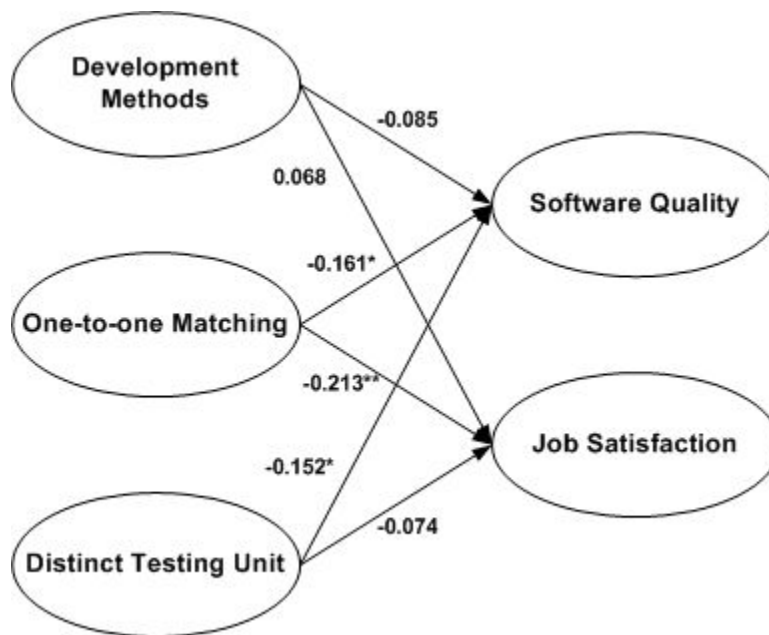 Development
Methods
-0.085
0.068
Software Quality
-0.161*
One-to-one Matching
-0.213**
Job Satisfaction
-0.152*
-0.074
Distinct Testing Unit